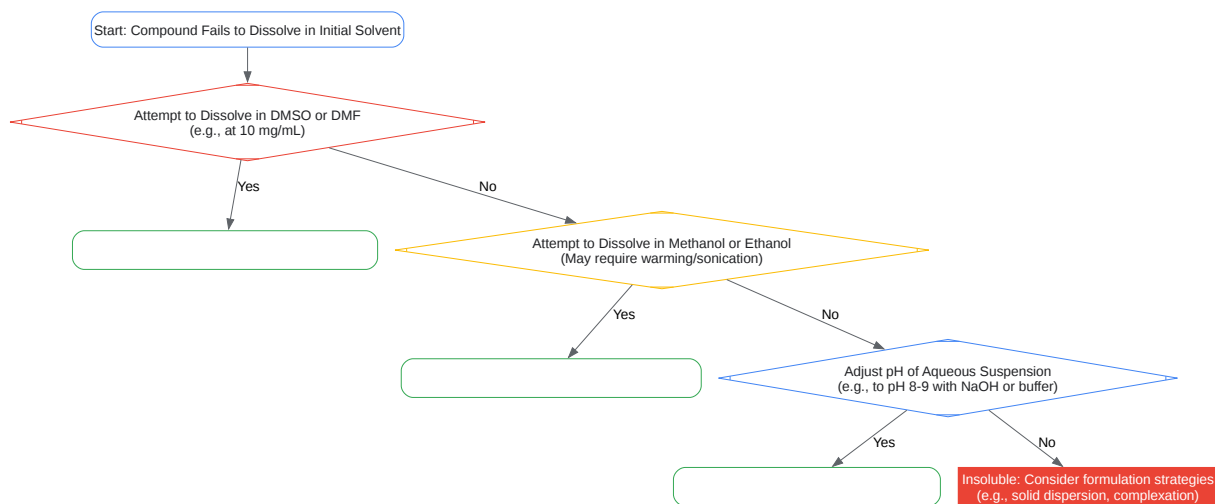 Start: Compound Fails to Dissolve in Initial Solvent
Attempt to Dissolve in DMSO or DMF
(e.g., at 10 mg/mL)
Yes
No
Attempt to Dissolve in Methanol or Ethanol
(May require warming/sonication)
Yes
No
Adjust pH of Aqueous Suspension
(e.g., to pH 8-9 with NaOH or buffer)
Yes
No
Insoluble: Consider formulation strategies
(e.g., solid dispersion, complexation)